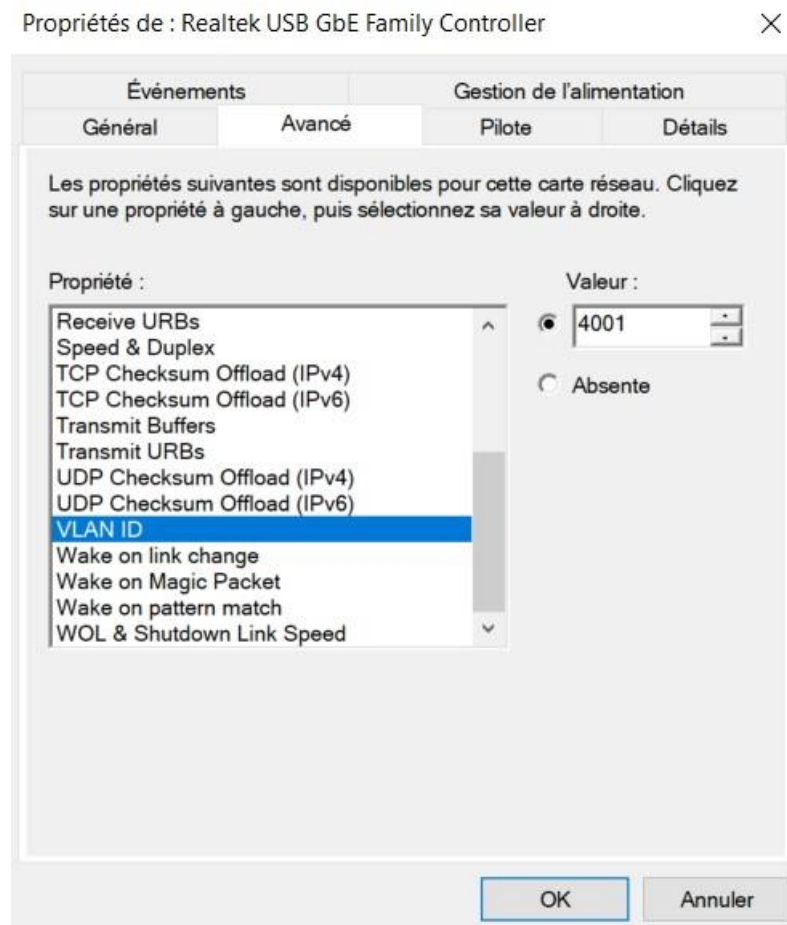 Propriétés de : Realtek USB GbE Family Controller
Événements
Gestion de l'alimentation
Général
Avancé
Pilote
Détails
Les propriétés suivantes sont disponibles pour cette carte réseau. Cliquez
sur une propriété à gauche, puis sélectionnez sa valeur à droite.
Propriété :
Valeur :
Receive URBs
Speed & Duplex
TCP Checksum Offload (IPv4)
TCP Checksum Offload (IPv6)
Transmit Buffers
Transmit URBs
UDP Checksum Offload (IPv4)
UDP Checksum Offload (IPv6)
VLAN ID
Wake on link change
Wake on Magic Packet
Wake on pattern match
WOL & Shutdown Link Speed
4001
Absente
OK
Annuler